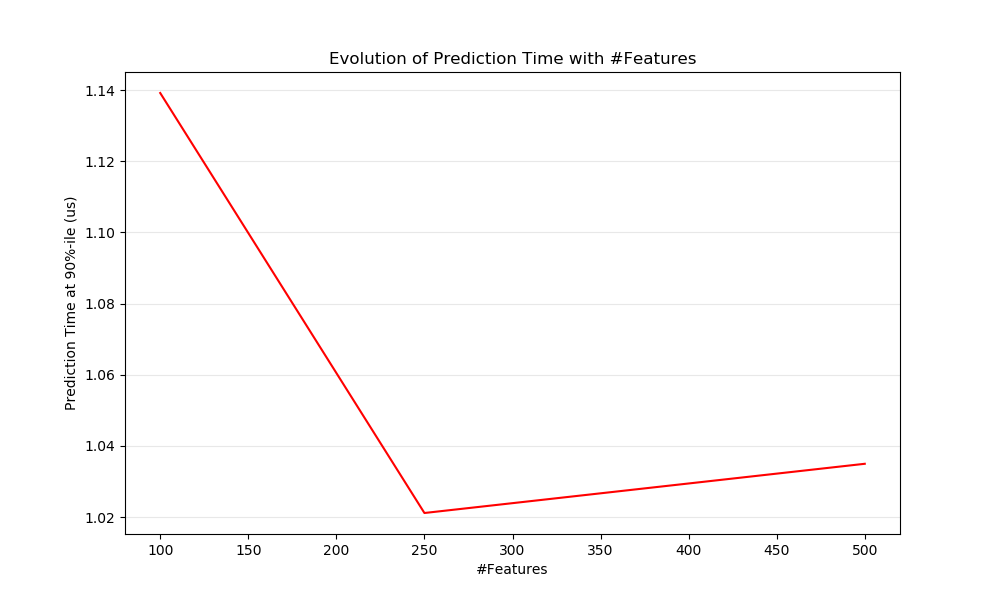 Evolution of Prediction Time with #Features
Prediction Time at 90%-ile (us)
1.14
1.12
1.10
1.08
1.06
1.04
1.02
100 150 200 250 300 350 400 450 500
#Features